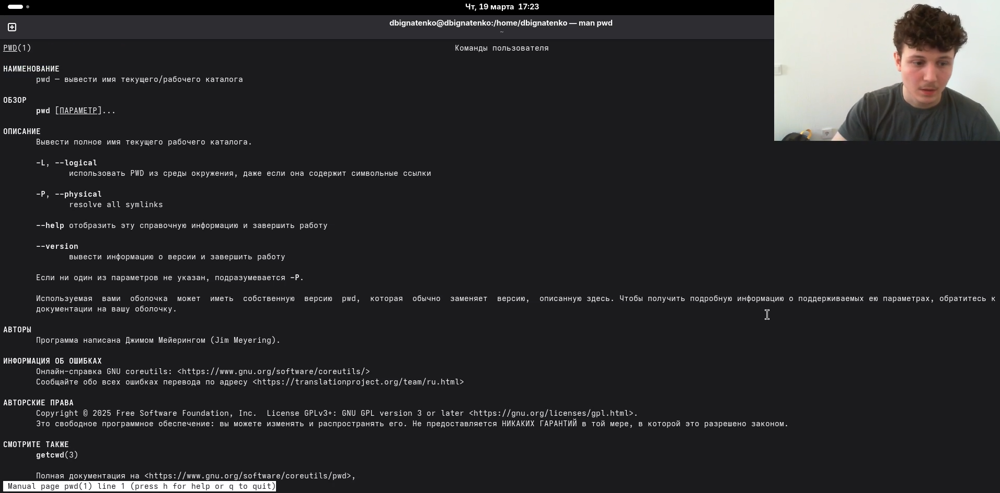 Чт, 19 марта 17:23
dbignatenko@dbignatenko:/home/dbignatenko — man pwd
~
PWD(1) Команды пользователя
НАИМЕНОВАНИЕ
pwd — вывести имя текущего/рабочего каталога
ОБЗОР
pwd [ПАРАМЕТР]...
ОПИСАНИЕ
Вывести полное имя текущего рабочего каталога.
-L, --logical
использовать PWD из среды окружения, даже если она содержит символьные ссылки
-P, --physical
resolve all symlinks
--help отобразить эту справочную информацию и завершить работу
--version
вывести информацию о версии и завершить работу
Если ни один из параметров не указан, подразумевается -P.
Используемая вами оболочка может иметь собственную версию pwd, которая обычно заменяет версию, описанную здесь. Чтобы получить подробную информацию о поддерживаемых ею параметрах, обратитесь к
документации на вашу оболочку.
АВТОРЫ
Программа написана Джимом Мейерингом (Jim Meyering).
ИНФОРМАЦИЯ ОБ ОШИБКАХ
Онлайн-справка GNU coreutils: <https://www.gnu.org/software/coreutils/>
Сообщайте обо всех ошибках перевода по адресу <https://translationproject.org/team/ru.html>
АВТОРСКИЕ ПРАВА
Copyright © 2025 Free Software Foundation, Inc. License GPLv3+: GNU GPL version 3 or later <https://gnu.org/licenses/gpl.html>.
Это свободное программное обеспечение: вы можете изменять и распространять его. Не предоставляется НИКАКИХ ГАРАНТИЙ в той мере, в которой это разрешено законом.
СМОТРИТЕ ТАКЖЕ
getcwd(3)
Полная документация на <https://www.gnu.org/software/coreutils/pwd>,
Manual page pwd(1) line 1 (press h for help or q to quit)